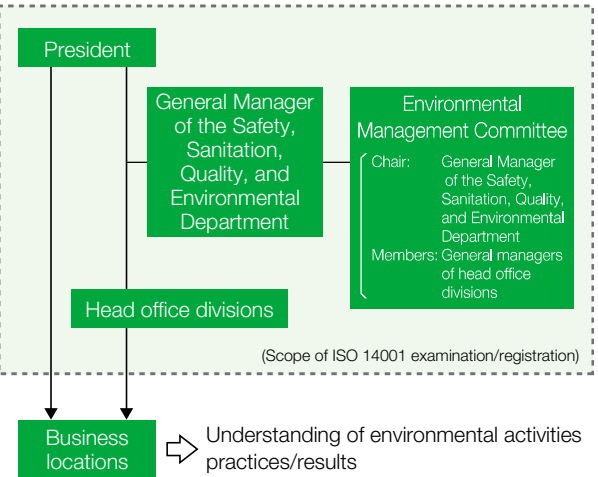 President
General Manager
of the Safety,
Sanitation,
Quality, and
Environmental
Department
Environmental
Management Committee
Chair: General Manager
of the Safety,
Sanitation, Quality,
and Environmental
Department
Members: General managers
of head office
divisions
Head office divisions
(Scope of ISO 14001 examination/registration)
Business
locations
Understanding of environmental activities
practices/results